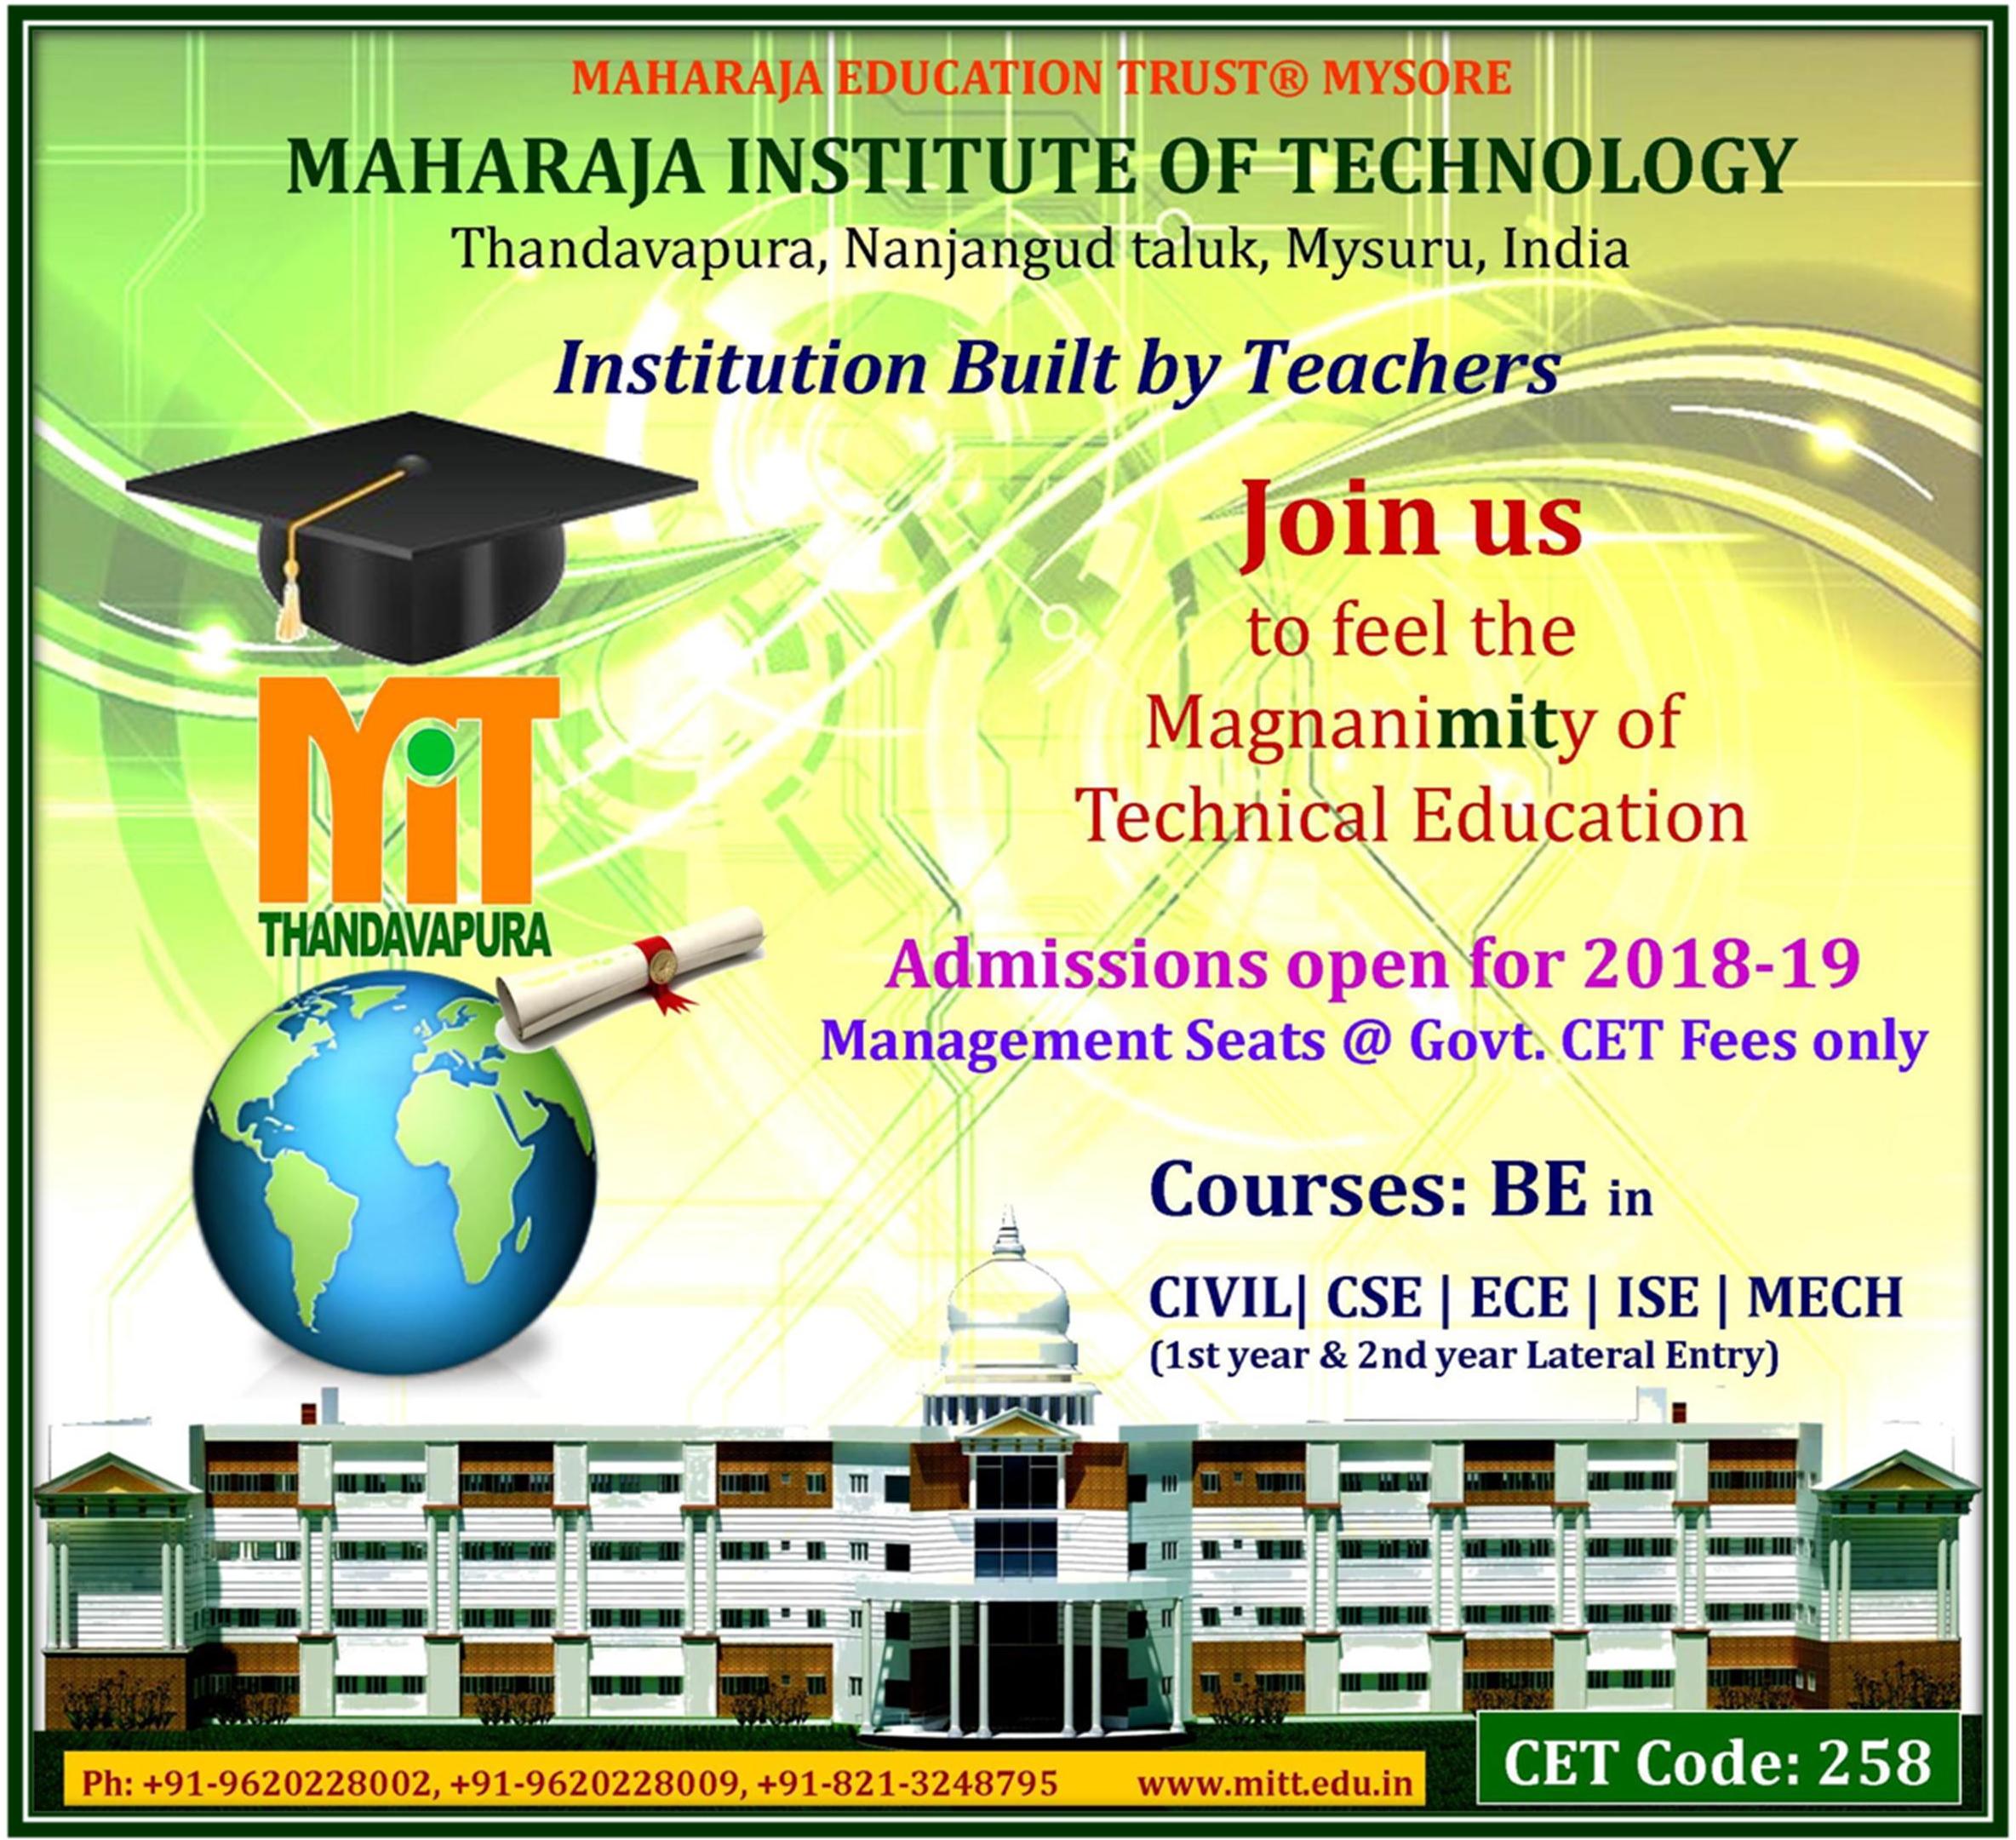 MAHARAJA EDUCATION TRUST® MYSORE
MAHARAJA INSTITUTE OF TECHNOLOGY
Thandavapura, Nanjangud taluk, Mysuru, India
Institution Built by Teachers
Join us
to feel the
Magnanimity of
Technical Education
MiT
THANDAVAPURA
Admissions open for 2018-19
Management Seats @ Govt. CET Fees only
Courses: BE in
CIVIL| CSE | ECE | ISE | MECH
(1st year & 2nd year Lateral Entry)
Ph: +91-9620228002, +91-9620228009, +91-821-3248795 www.mitt.edu.in
CET Code: 258